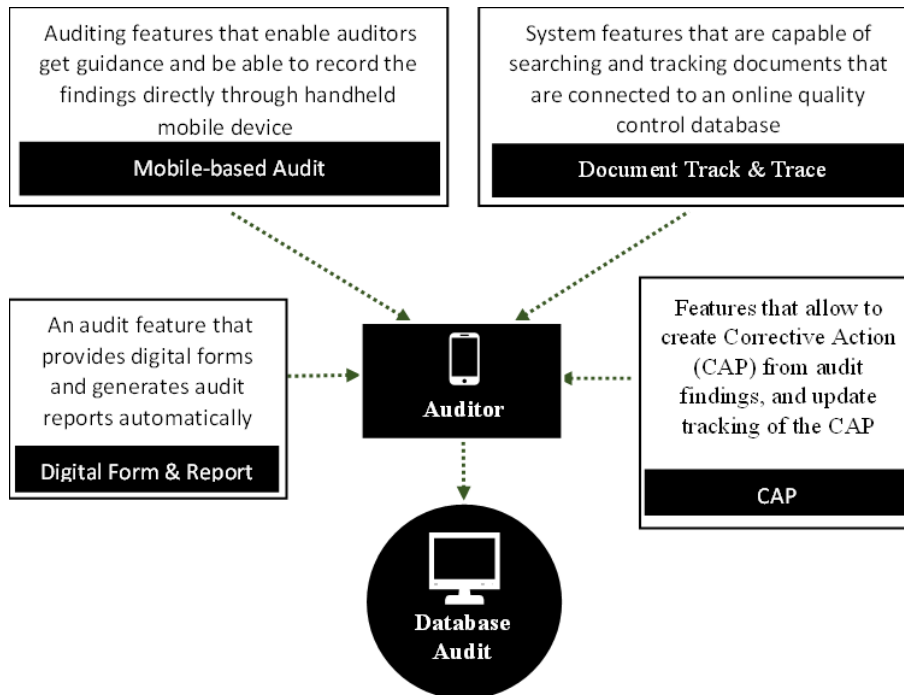 Auditing features that enable auditors
get guidance and be able to record the
findings directly through handheld
mobile device
Mobile-based Audit
System features that are capable of
searching and tracking documents that
are connected to an online quality
control database
Document Track & Trace
An audit feature that
provides digital forms
and generates audit
reports automatically
Digital Form & Report
Auditor
Features that allow to
create Corrective Action
(CAP) from audit
findings, and update
tracking of the CAP
CAP
Database
Audit